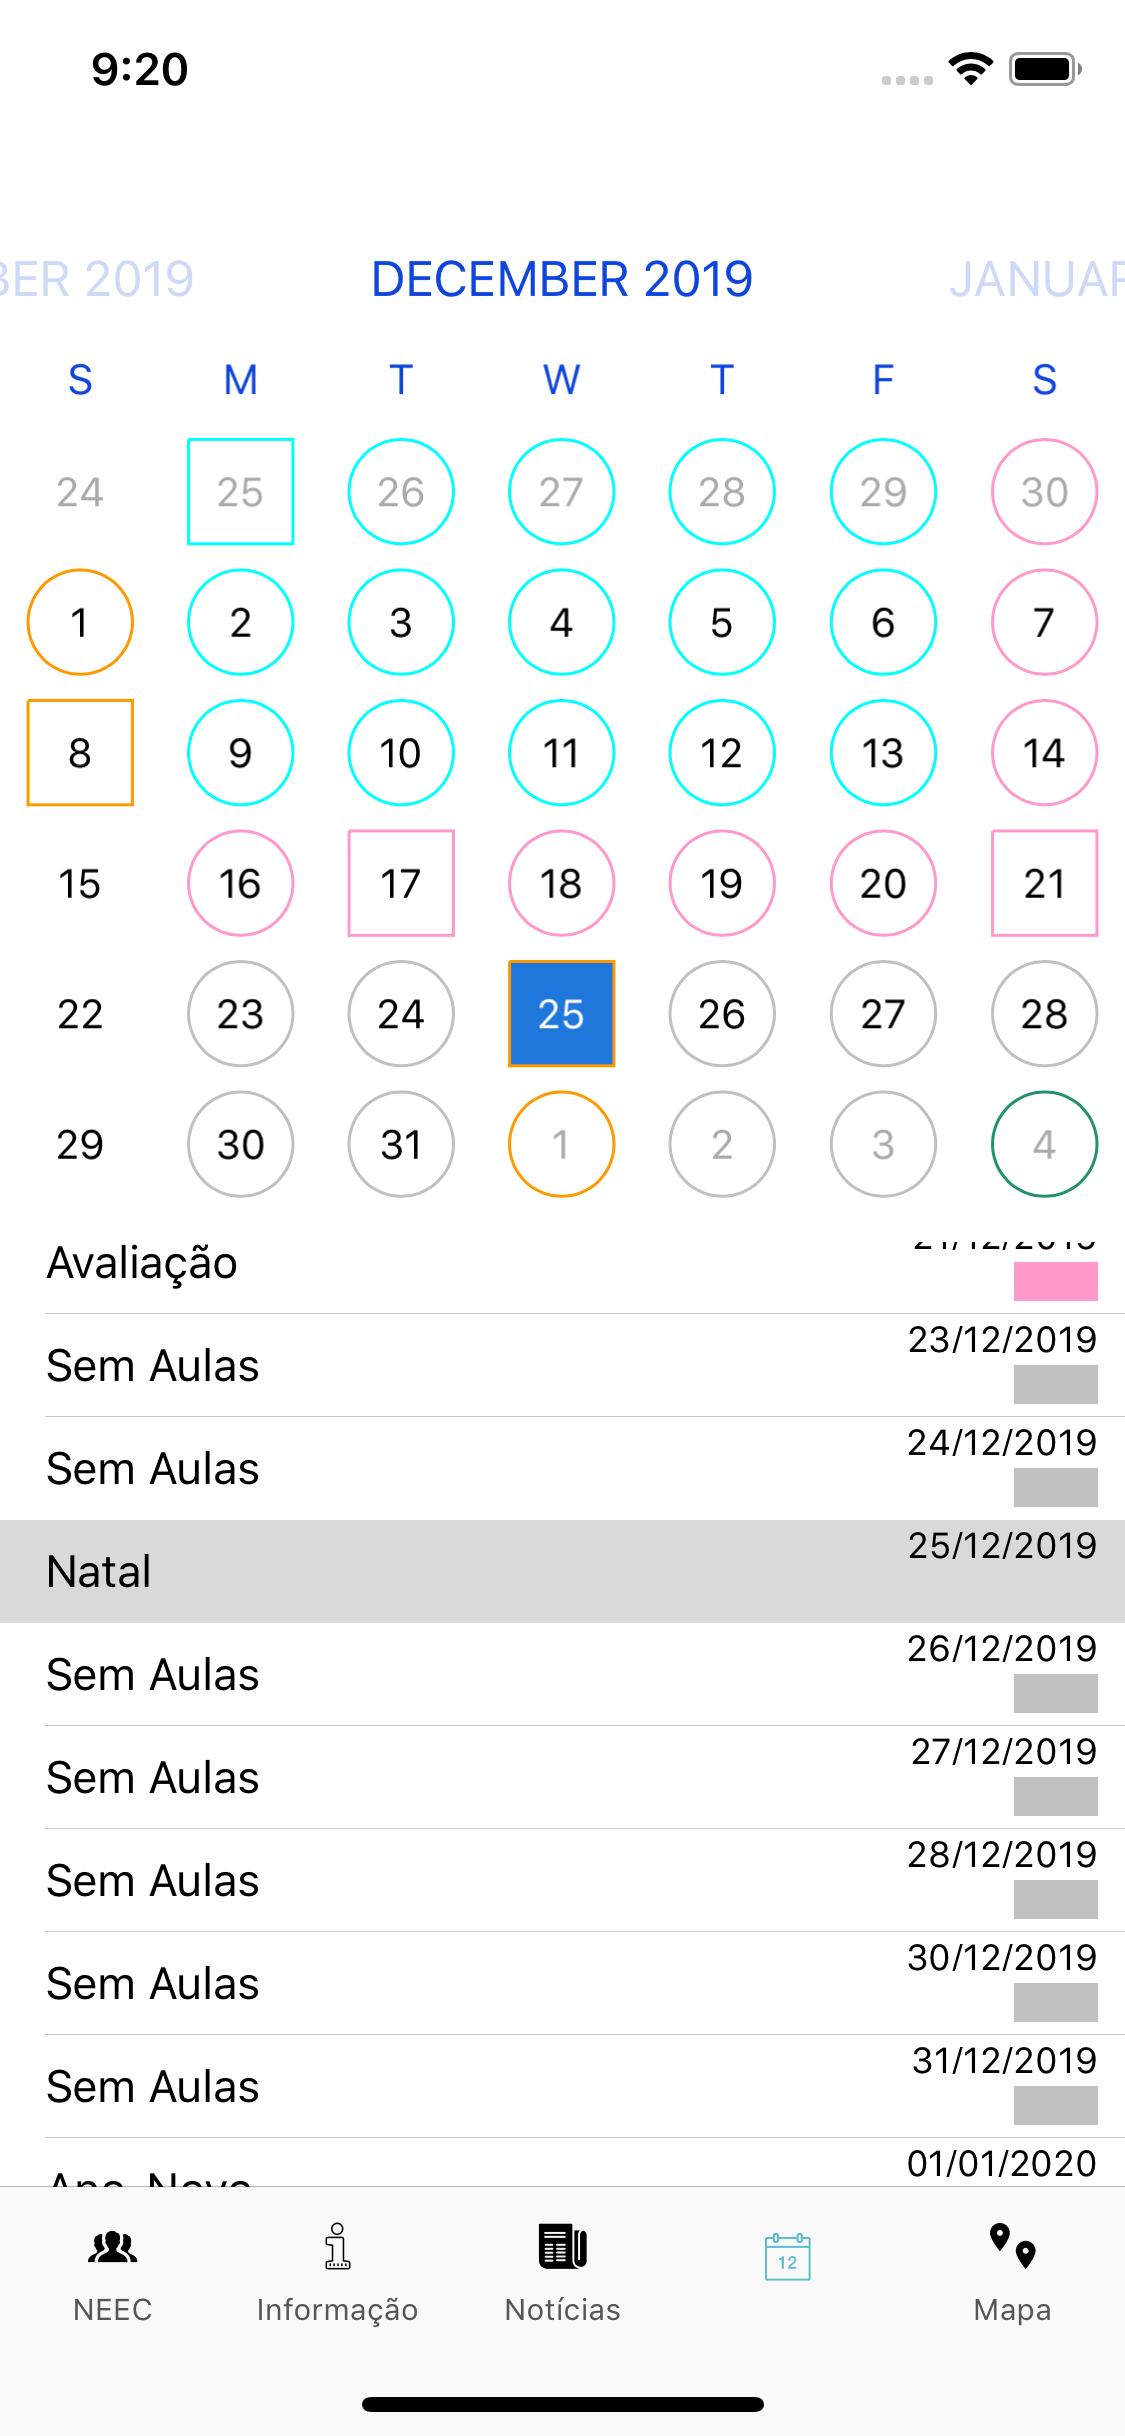 9:20
BER 2019 DECEMBER 2019 JANUAR
S M T W T F S
24 25 26 27 28 29 30
1 2 3 4 5 6 7
8 9 10 11 12 13 14
15 16 17 18 19 20 21
22 23 24 25 26 27 28
29 30 31 1 2 3 4
21/12/2019
Avaliação
23/12/2019
Sem Aulas
24/12/2019
Sem Aulas
25/12/2019
Natal
26/12/2019
Sem Aulas
27/12/2019
Sem Aulas
28/12/2019
Sem Aulas
30/12/2019
Sem Aulas
31/12/2019
Sem Aulas
01/01/2020
Ano Novo
12
NEEC Informação Notícias Mapa